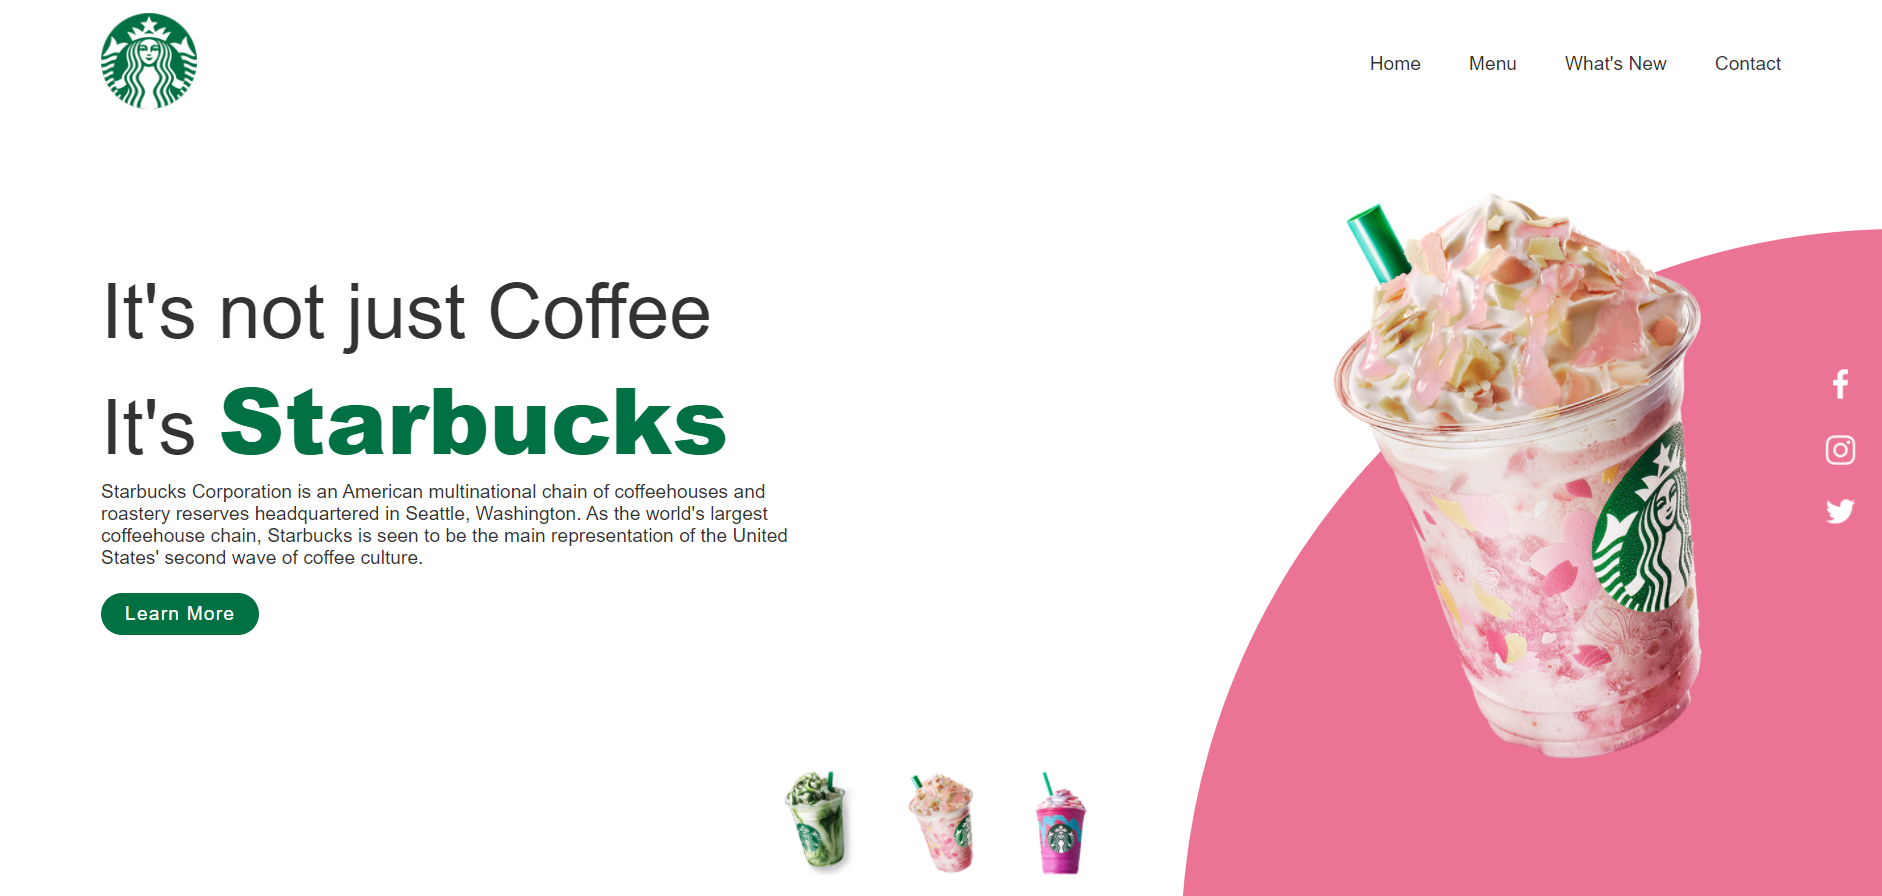 Home Menu What's New Contact
It's not just Coffee
It's Starbucks
Starbucks Corporation is an American multinational chain of coffeehouses and
roastery reserves headquartered in Seattle, Washington. As the world's largest
coffeehouse chain, Starbucks is seen to be the main representation of the United
States' second wave of coffee culture.
Learn More